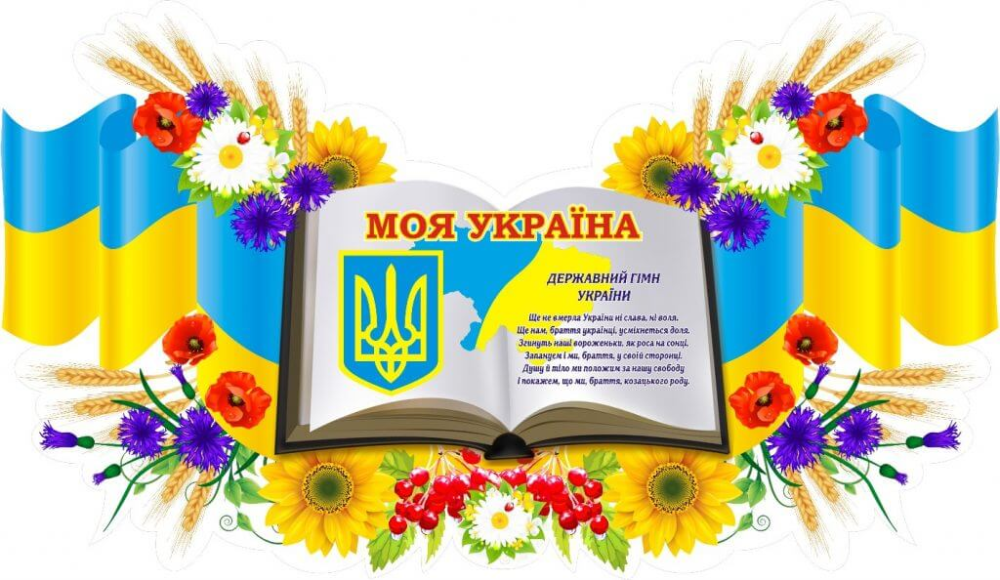 МОЯ УКРАЇНА
ДЕРЖАВНИЙ ГІМН
УКРАЇНИ
Ще не вмерла України ні слава, ні воля.
Ще нам, браття українці, усміхнеться доля.
Згинуть наші вороженьки, як роса на сонці.
Запануєм і ми, браття, у своїй сторонці.
Душу й тіло ми положим за нашу свободу
І покажем, що ми, браття, козацького роду.